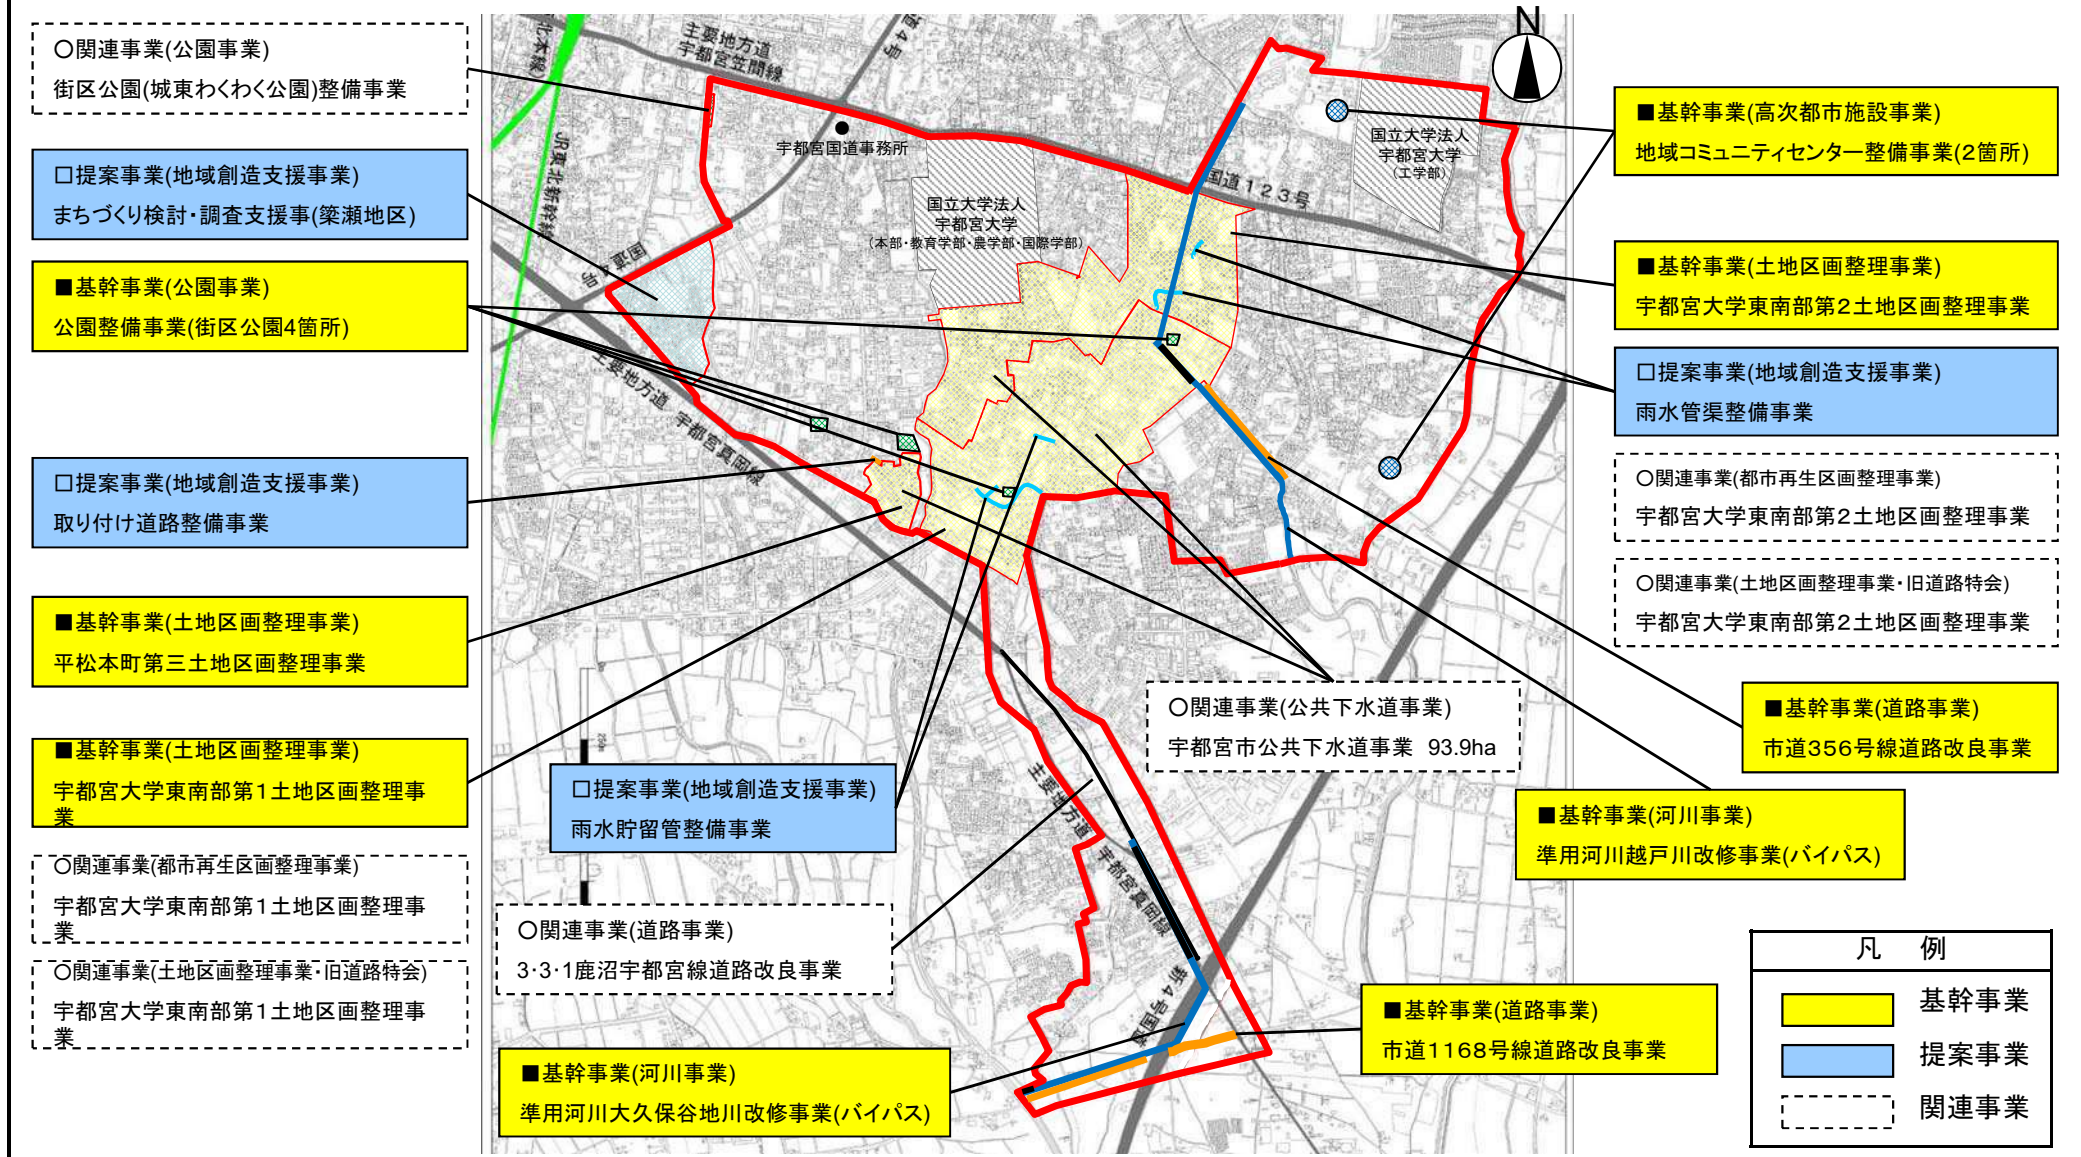 ○関連事業(公園事業)
街区公園(城東わくわく公園)整備事業
□提案事業(地域創造支援事業)
まちづくり検討・調査支援事(簗瀬地区)
■基幹事業(公園事業)
公園整備事業(街区公園4箇所)
□提案事業(地域創造支援事業)
取り付け道路整備事業
■基幹事業(土地区画整理事業)
平松本町第三土地区画整理事業
■基幹事業(土地区画整理事業)
宇都宮大学東南部第1土地区画整理事
業
○関連事業(都市再生区画整理事業)
宇都宮大学東南部第1土地区画整理事
業
○関連事業(土地区画整理事業・旧道路特会)
宇都宮大学東南部第1土地区画整理事
業
主要地方道
宇都宮笠間線
道4号
北本線)
JR東北新幹線
国道4号
宇都宮国道事務所
国立大学法人
宇都宮大学
(本部・教育学部・農学部・国際学部)
国道123号
国立大学法人
宇都宮大学
(工学部)
N
主要地方道 宇都宮真岡線
主要地方道 宇都宮真岡線
新4号国道
250m
□提案事業(地域創造支援事業)
雨水貯留管整備事業
○関連事業(道路事業)
3・3・1鹿沼宇都宮線道路改良事業
■基幹事業(河川事業)
準用河川大久保谷地川改修事業(バイパス)
○関連事業(公共下水道事業)
宇都宮市公共下水道事業 93.9ha
■基幹事業(高次都市施設事業)
地域コミュニティセンター整備事業(2箇所)
■基幹事業(土地区画整理事業)
宇都宮大学東南部第2土地区画整理事業
□提案事業(地域創造支援事業)
雨水管渠整備事業
○関連事業(都市再生区画整理事業)
宇都宮大学東南部第2土地区画整理事業
○関連事業(土地区画整理事業・旧道路特会)
宇都宮大学東南部第2土地区画整理事業
■基幹事業(道路事業)
市道356号線道路改良事業
■基幹事業(河川事業)
準用河川越戸川改修事業(バイパス)
■基幹事業(道路事業)
市道1168号線道路改良事業
凡 例
基幹事業
提案事業
関連事業